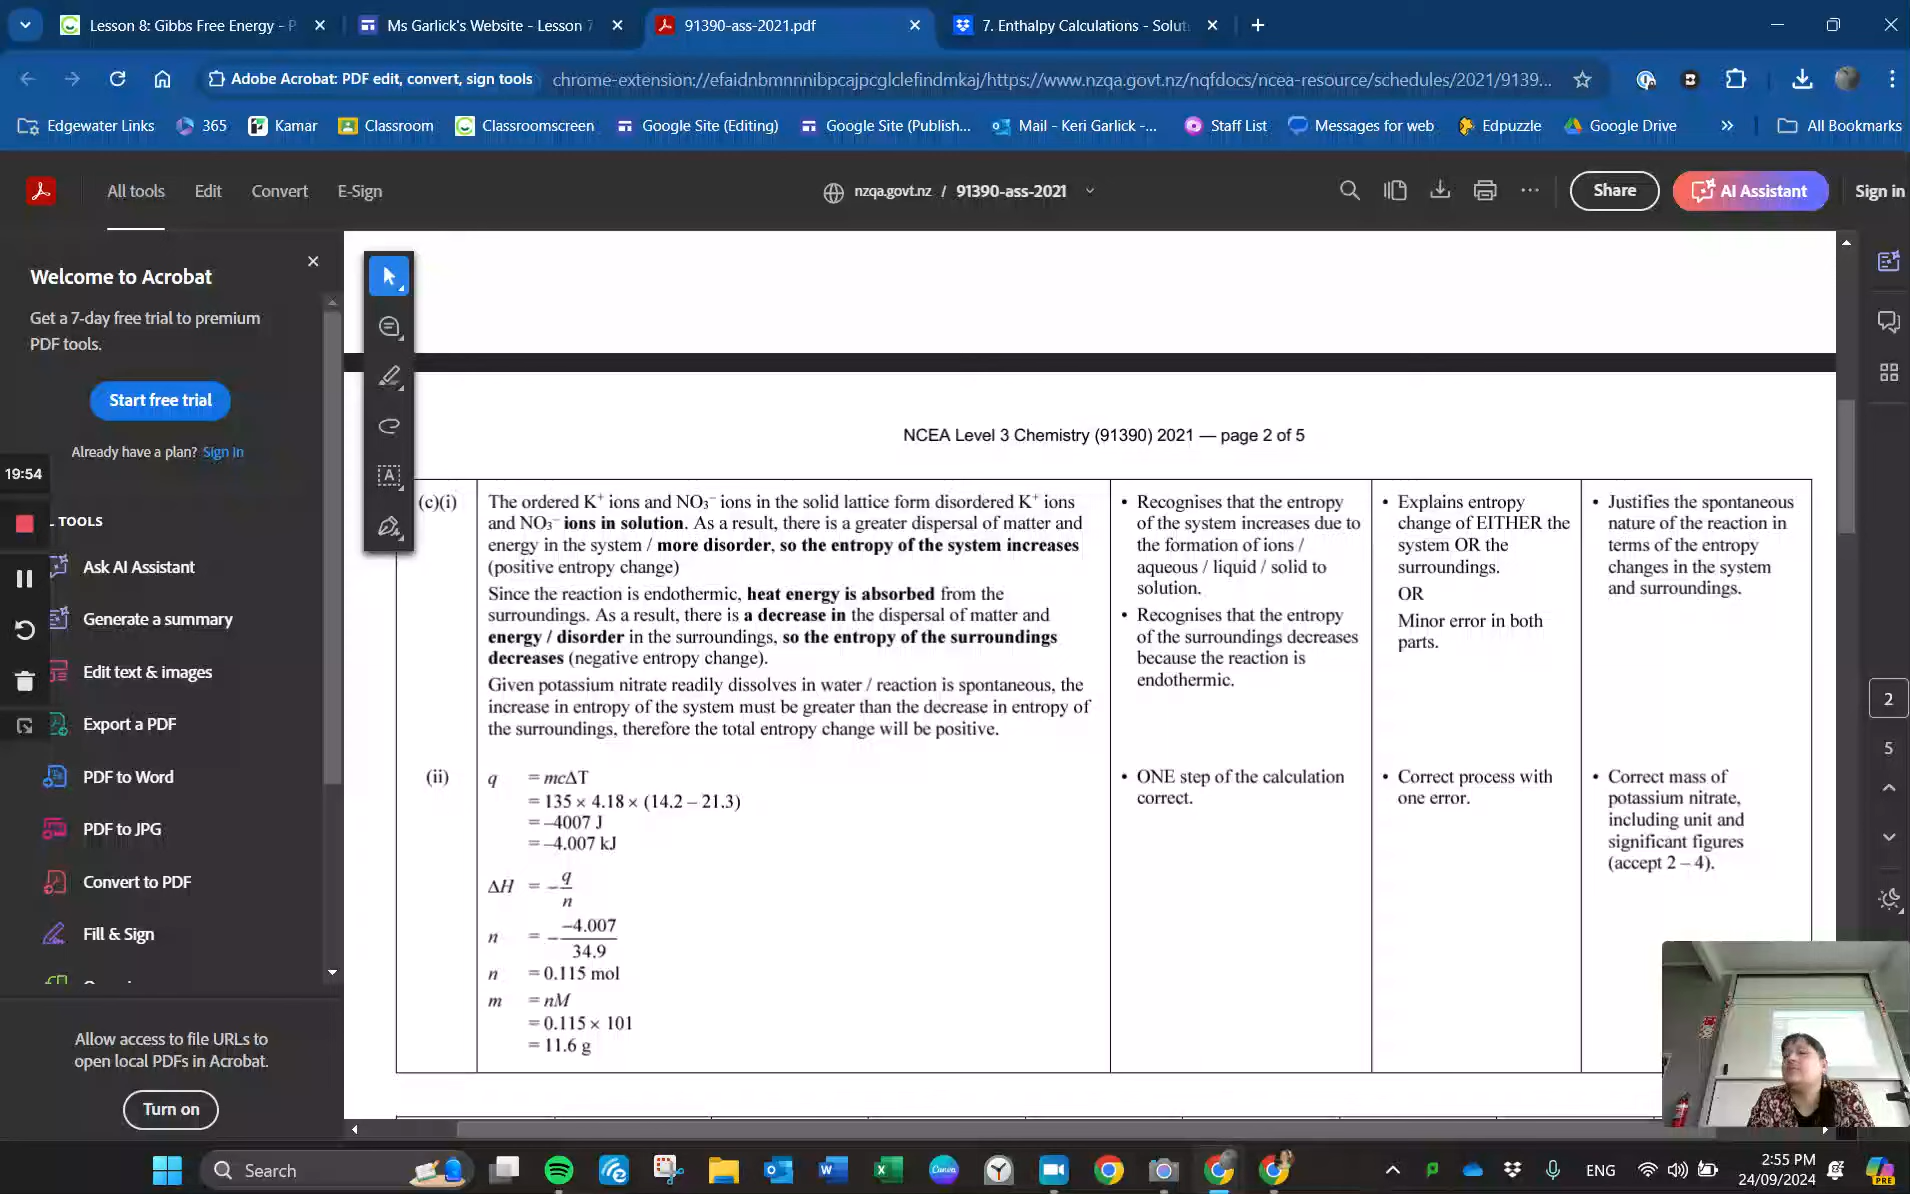 Lesson 8: Gibbs Free Energy - P
Ms Garlick's Website - Lesson 7
91390-ass-2021.pdf
7. Enthalpy Calculations - Soluti
Adobe Acrobat: PDF edit, convert, sign tools
chrome-extension://efaidnbmnnnibpcajpcglclefindmkaj/https://www.nzqa.govt.nz/nqfdocs/ncea-resource/schedules/2021/9139...
Edgewater Links
365
Kamar
Classroom
Classroomscreen
Google Site (Editing)
Google Site (Publish...
Mail - Keri Garlick -...
Staff List
Messages for web
Edpuzzle
Google Drive
All Bookmarks
All tools
Edit
Convert
E-Sign
nzqa.govt.nz / 91390-ass-2021
Share
AI Assistant
Sign in
Welcome to Acrobat
Get a 7-day free trial to premium
PDF tools.
Start free trial
Already have a plan? Sign In
19:54
TOOLS
Ask AI Assistant
Generate a summary
Edit text & images
Export a PDF
PDF to Word
PDF to JPG
Convert to PDF
Fill & Sign
Allow access to file URLs to
open local PDFs in Acrobat.
Turn on
NCEA Level 3 Chemistry (91390) 2021 — page 2 of 5
(c)(i)
The ordered K⁺ ions and NO₃⁻ ions in the solid lattice form disordered K⁺ ions
and NO₃⁻ ions in solution. As a result, there is a greater dispersal of matter and
energy in the system / more disorder, so the entropy of the system increases
(positive entropy change)
Since the reaction is endothermic, heat energy is absorbed from the
surroundings. As a result, there is a decrease in the dispersal of matter and
energy / disorder in the surroundings, so the entropy of the surroundings
decreases (negative entropy change).
Given potassium nitrate readily dissolves in water / reaction is spontaneous, the
increase in entropy of the system must be greater than the decrease in entropy of
the surroundings, therefore the total entropy change will be positive.
• Recognises that the entropy
of the system increases due to
the formation of ions /
aqueous / liquid / solid to
solution.
• Recognises that the entropy
of the surroundings decreases
because the reaction is
endothermic.
• Explains entropy
change of EITHER the
system OR the
surroundings.
OR
Minor error in both
parts.
• Justifies the spontaneous
nature of the reaction in
terms of the entropy
changes in the system
and surroundings.
(ii)
q = mcΔT
= 135 × 4.18 × (14.2 – 21.3)
= –4007 J
= –4.007 kJ
ΔH = –q/n
n = – –4.007/34.9
n = 0.115 mol
m = nM
= 0.115 × 101
= 11.6 g
• ONE step of the calculation
correct.
• Correct process with
one error.
• Correct mass of
potassium nitrate,
including unit and
significant figures
(accept 2 – 4).
2
5
Search
ENG
2:55 PM
24/09/2024